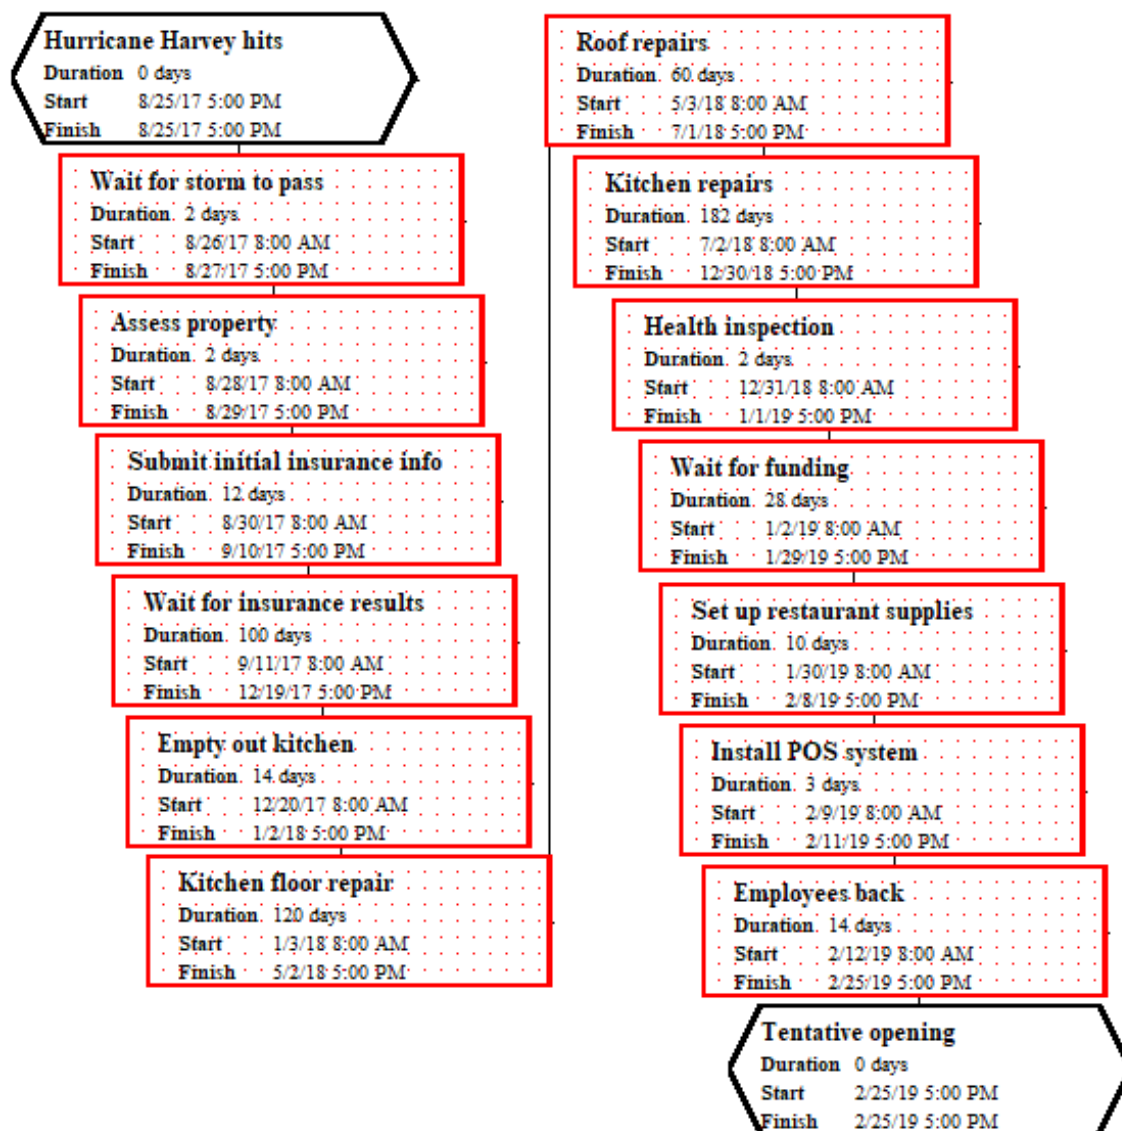 Hurricane Harvey hits
Duration 0 days
Start 8/25/17 5:00 PM
Finish 8/25/17 5:00 PM
Wait for storm to pass
Duration 2 days
Start 8/26/17 8:00 AM
Finish 8/27/17 5:00 PM
Assess property
Duration 2 days
Start 8/28/17 8:00 AM
Finish 8/29/17 5:00 PM
Submit initial insurance info
Duration 12 days
Start 8/30/17 8:00 AM
Finish 9/10/17 5:00 PM
Wait for insurance results
Duration 100 days
Start 9/11/17 8:00 AM
Finish 12/19/17 5:00 PM
Empty out kitchen
Duration 14 days
Start 12/20/17 8:00 AM
Finish 1/2/18 5:00 PM
Kitchen floor repair
Duration 120 days
Start 1/3/18 8:00 AM
Finish 5/2/18 5:00 PM
Roof repairs
Duration 60 days
Start 5/3/18 8:00 AM
Finish 7/1/18 5:00 PM
Kitchen repairs
Duration 182 days
Start 7/2/18 8:00 AM
Finish 12/30/18 5:00 PM
Health inspection
Duration 2 days
Start 12/31/18 8:00 AM
Finish 1/1/19 5:00 PM
Wait for funding
Duration 28 days
Start 1/2/19 8:00 AM
Finish 1/29/19 5:00 PM
Set up restaurant supplies
Duration 10 days
Start 1/30/19 8:00 AM
Finish 2/8/19 5:00 PM
Install POS system
Duration 3 days
Start 2/9/19 8:00 AM
Finish 2/11/19 5:00 PM
Employees back
Duration 14 days
Start 2/12/19 8:00 AM
Finish 2/25/19 5:00 PM
Tentative opening
Duration 0 days
Start 2/25/19 5:00 PM
Finish 2/25/19 5:00 PM